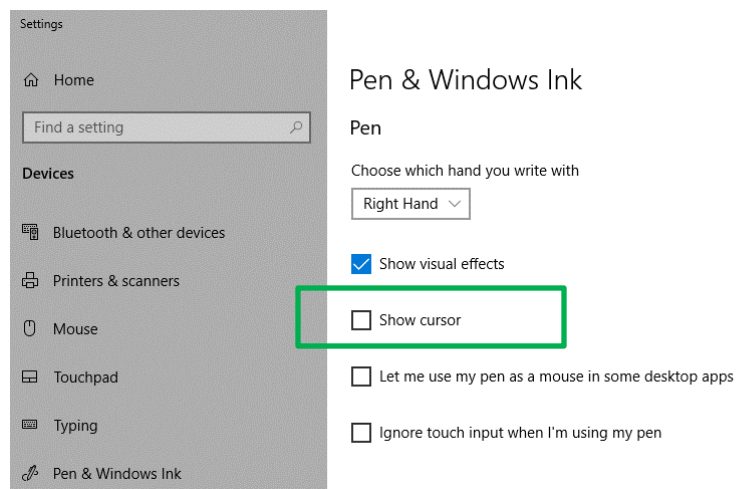 Settings
Home
Find a setting
Devices
Bluetooth & other devices
Printers & scanners
Mouse
Touchpad
Typing
Pen & Windows Ink
Pen & Windows Ink
Pen
Choose which hand you write with
Right Hand
Show visual effects
Show cursor
Let me use my pen as a mouse in some desktop apps
Ignore touch input when I'm using my pen